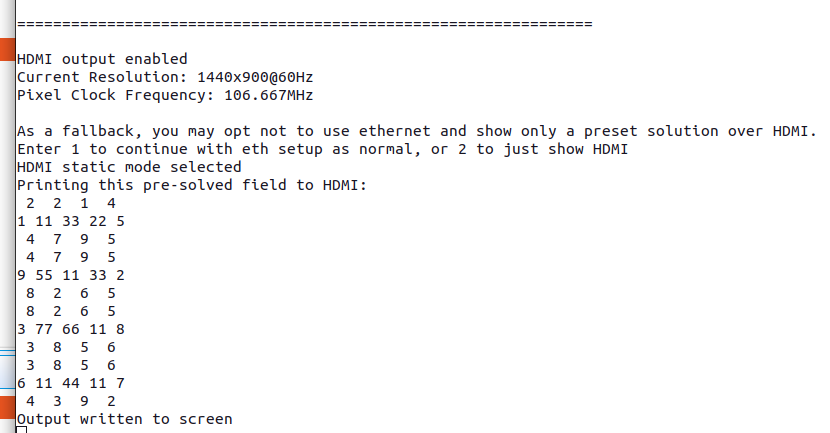 ================================================================
HDMI output enabled
Current Resolution: 1440x900@60Hz
Pixel Clock Frequency: 106.667MHz
As a fallback, you may opt not to use ethernet and show only a preset solution over HDMI.
Enter 1 to continue with eth setup as normal, or 2 to just show HDMI
HDMI static mode selected
Printing this pre-solved field to HDMI:
 2  2  1  4
1 11 33 22 5
 4  7  9  5
 4  7  9  5
9 55 11 33 2
 8  2  6  5
 8  2  6  5
3 77 66 11 8
 3  8  5  6
 3  8  5  6
6 11 44 11 7
 4  3  9  2
Output written to screen